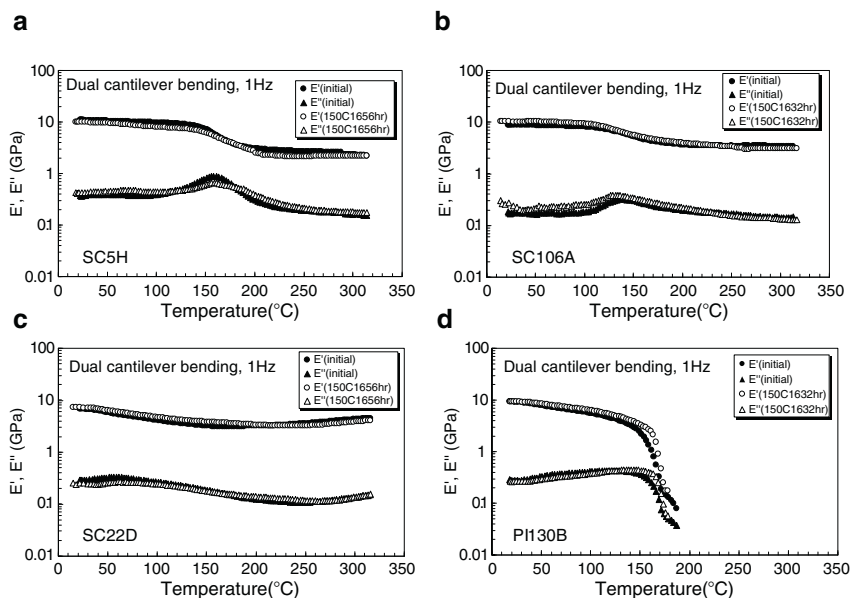 a
100
10
1
0.1
0.01
E', E" (GPa)
Dual cantilever bending, 1Hz
E'(initial)
E"(initial)
E'(150C1656hr)
E"(150C1656hr)
SC5H
0 50 100 150 200 250 300 350
Temperature(°C)
b
100
10
1
0.1
0.01
E', E" (GPa)
Dual cantilever bending, 1Hz
E'(initial)
E"(initial)
E'(150C1632hr)
E"(150C1632hr)
SC106A
0 50 100 150 200 250 300 350
Temperature(°C)
c
100
10
1
0.1
0.01
E', E" (GPa)
Dual cantilever bending, 1Hz
E'(initial)
E"(initial)
E'(150C1656hr)
E"(150C1656hr)
SC22D
0 50 100 150 200 250 300 350
Temperature(°C)
d
100
10
1
0.1
0.01
E', E" (GPa)
Dual cantilever bending, 1Hz
E'(initial)
E"(initial)
E'(150C1632hr)
E"(150C1632hr)
PI130B
0 50 100 150 200 250 300 350
Temperature(°C)